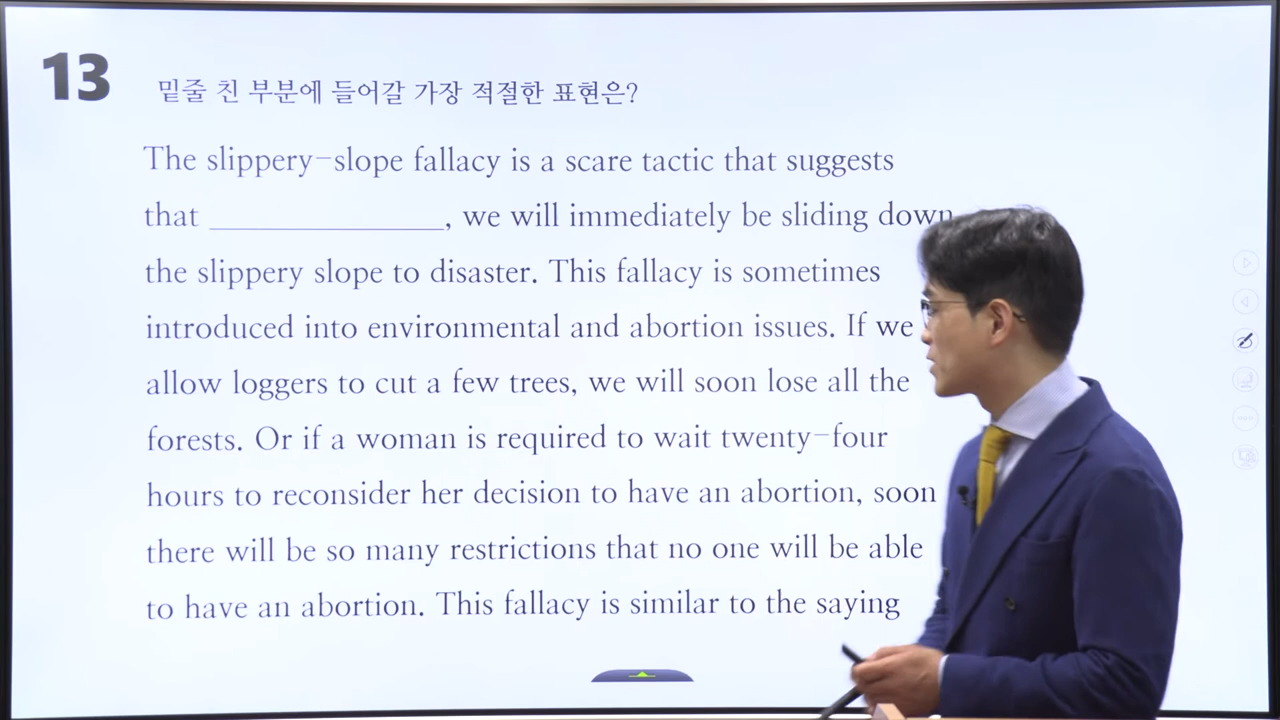 13 밑줄 친 부분에 들어갈 가장 적절한 표현은?
The slippery-slope fallacy is a scare tactic that suggests
that ______________, we will immediately be sliding down
the slippery slope to disaster. This fallacy is sometimes
introduced into environmental and abortion issues. If we
allow loggers to cut a few trees, we will soon lose all the
forests. Or if a woman is required to wait twenty-four
hours to reconsider her decision to have an abortion, soon
there will be so many restrictions that no one will be able
to have an abortion. This fallacy is similar to the saying